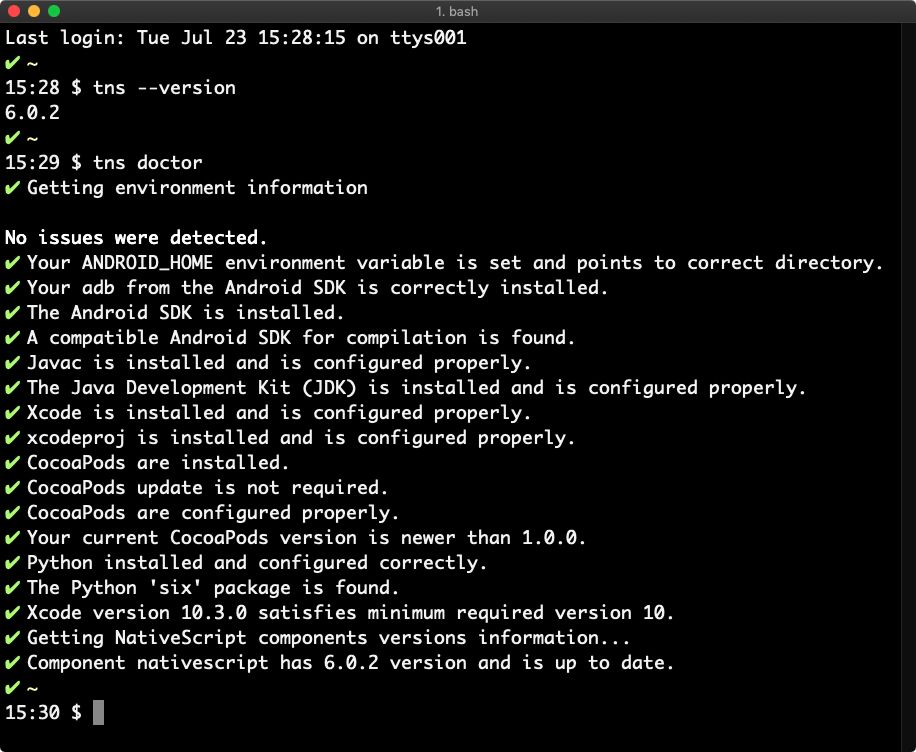 1. bash
Last login: Tue Jul 23 15:28:15 on ttys001
✔ ~
15:28 $ tns --version
6.0.2
✔ ~
15:29 $ tns doctor
✔ Getting environment information
No issues were detected.
✔ Your ANDROID_HOME environment variable is set and points to correct directory.
✔ Your adb from the Android SDK is correctly installed.
✔ The Android SDK is installed.
✔ A compatible Android SDK for compilation is found.
✔ Javac is installed and is configured properly.
✔ The Java Development Kit (JDK) is installed and is configured properly.
✔ Xcode is installed and is configured properly.
✔ xcodeproj is installed and is configured properly.
✔ CocoaPods are installed.
✔ CocoaPods update is not required.
✔ CocoaPods are configured properly.
✔ Your current CocoaPods version is newer than 1.0.0.
✔ Python installed and configured correctly.
✔ The Python 'six' package is found.
✔ Xcode version 10.3.0 satisfies minimum required version 10.
✔ Getting NativeScript components versions information...
✔ Component nativescript has 6.0.2 version and is up to date.
✔ ~
15:30 $